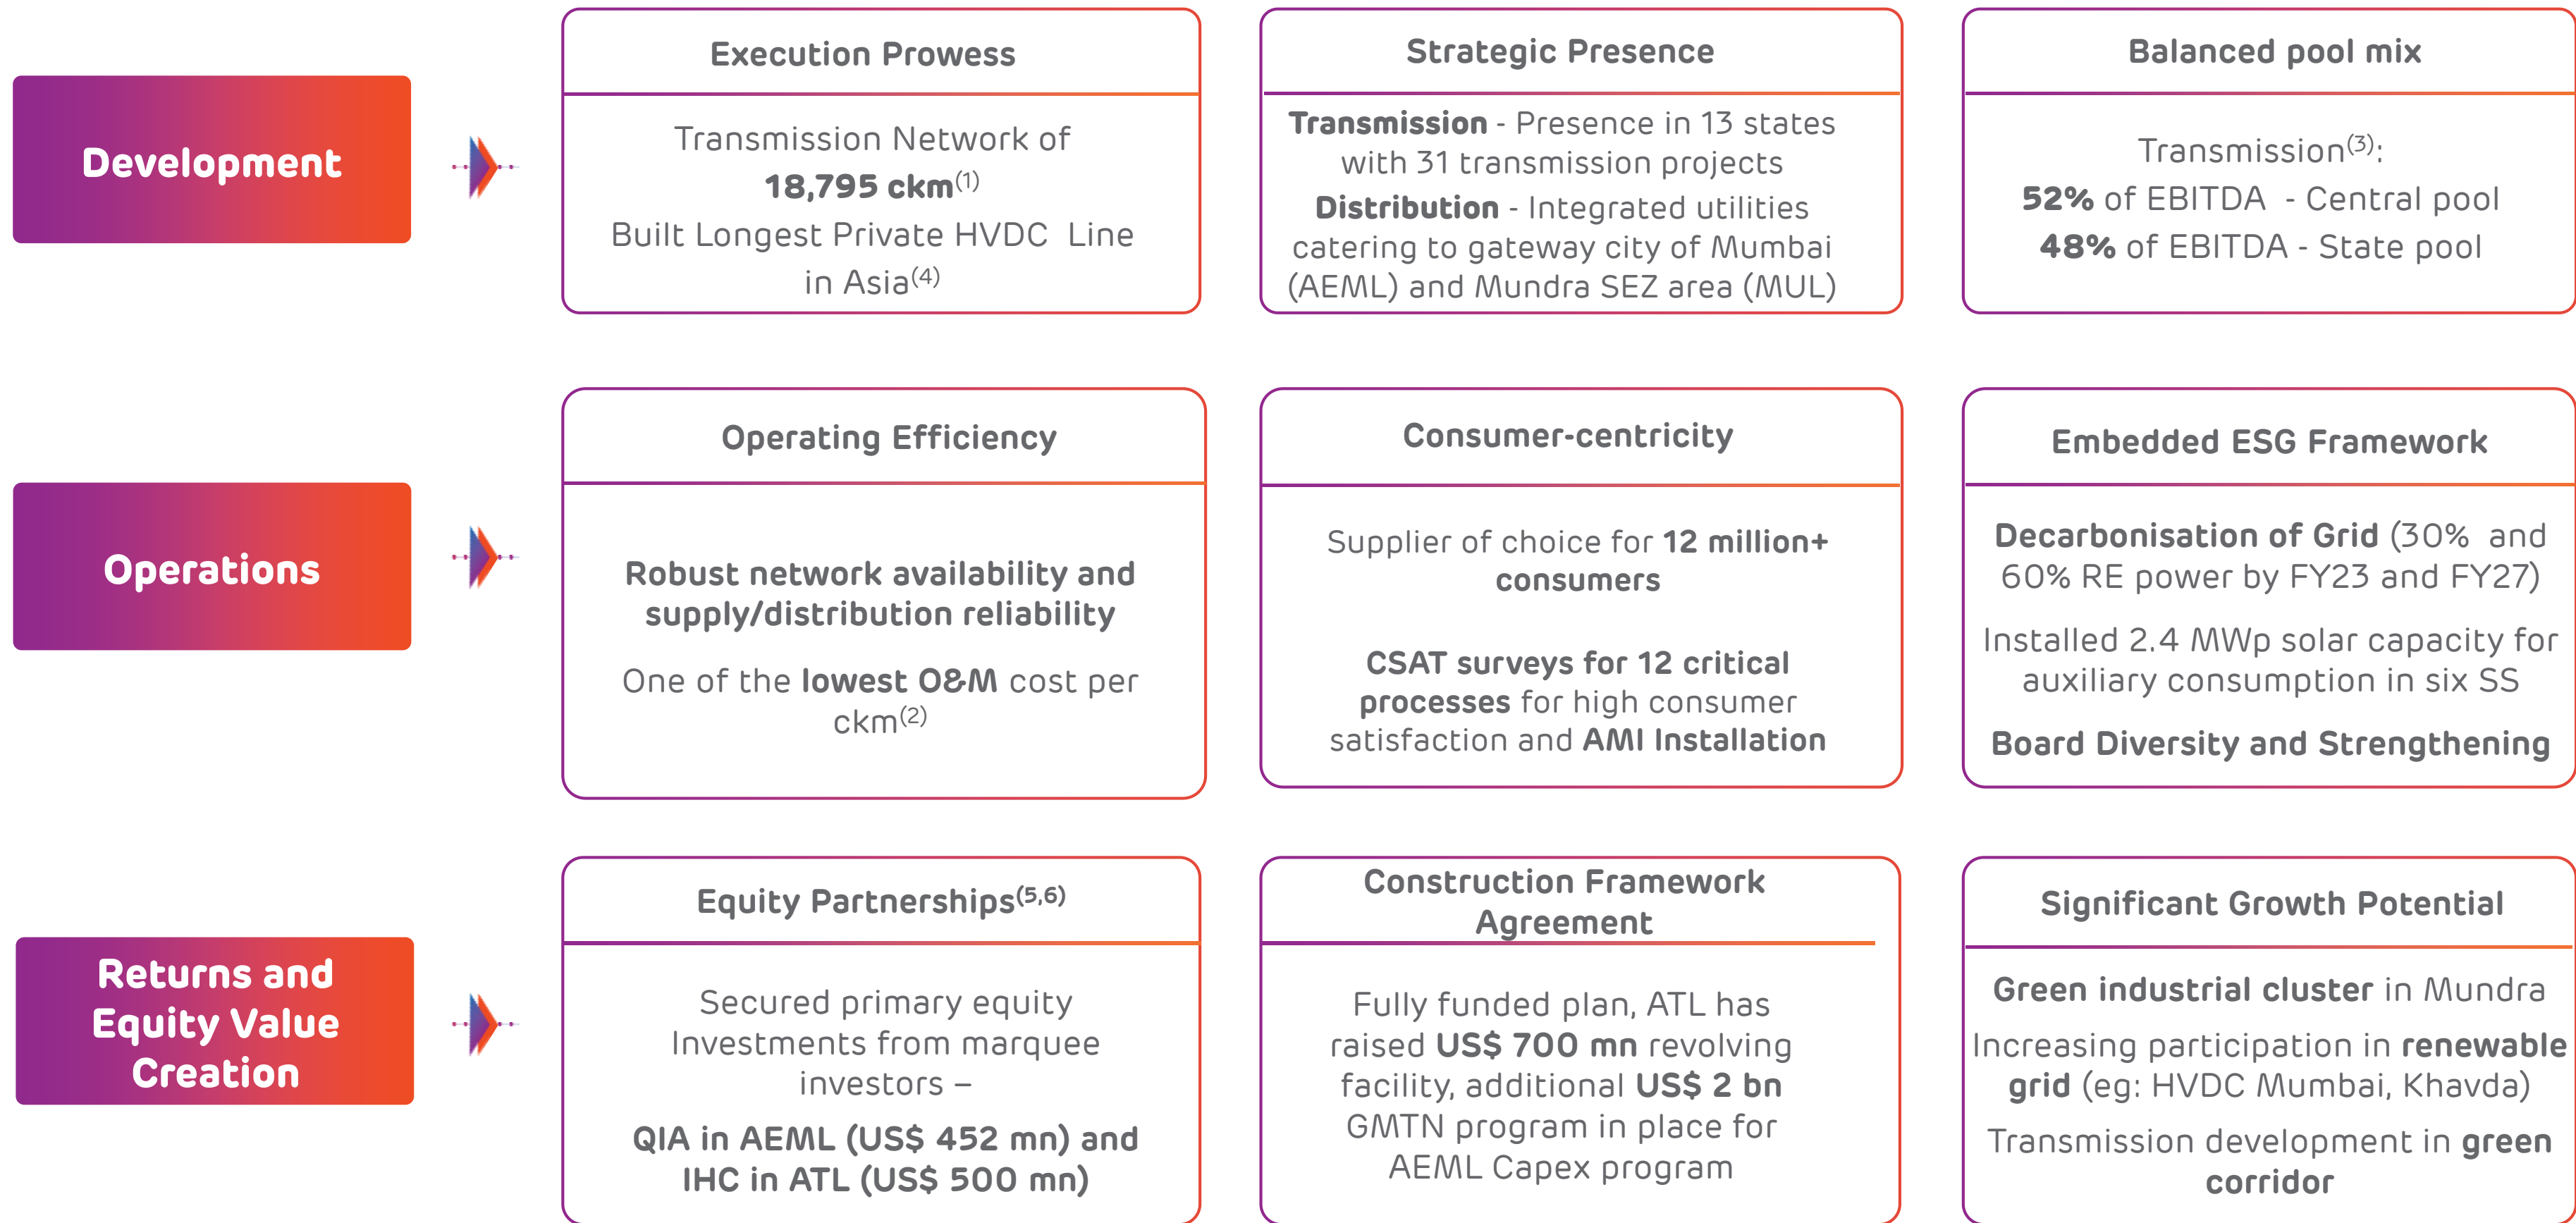 Development
Execution Prowess
Transmission Network of
18,795 ckm(1)
Built Longest Private HVDC Line
in Asia(4)
Strategic Presence
Transmission - Presence in 13 states
with 31 transmission projects
Distribution - Integrated utilities
catering to gateway city of Mumbai
(AEML) and Mundra SEZ area (MUL)
Balanced pool mix
Transmission(3):
52% of EBITDA - Central pool
48% of EBITDA - State pool
Operations
Operating Efficiency
Robust network availability and
supply/distribution reliability
One of the lowest O&M cost per
ckm(2)
Consumer-centricity
Supplier of choice for 12 million+
consumers
CSAT surveys for 12 critical
processes for high consumer
satisfaction and AMI Installation
Embedded ESG Framework
Decarbonisation of Grid (30% and
60% RE power by FY23 and FY27)
Installed 2.4 MWp solar capacity for
auxiliary consumption in six SS
Board Diversity and Strengthening
Returns and
Equity Value
Creation
Equity Partnerships(5,6)
Secured primary equity
Investments from marquee
investors –
QIA in AEML (US$ 452 mn) and
IHC in ATL (US$ 500 mn)
Construction Framework
Agreement
Fully funded plan, ATL has
raised US$ 700 mn revolving
facility, additional US$ 2 bn
GMTN program in place for
AEML Capex program
Significant Growth Potential
Green industrial cluster in Mundra
Increasing participation in renewable
grid (eg: HVDC Mumbai, Khavda)
Transmission development in green
corridor